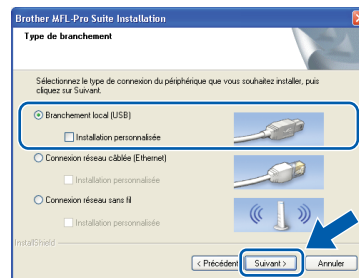 Brother MFL-Pro Suite Installation
Type de branchement
Sélectionnez le type de connexion du périphérique que vous souhaitez installer, puis
cliquez sur Suivant.
Branchement local (USB)
Installation personnalisée
Connexion réseau câblée (Ethernet)
Installation personnalisée
Connexion réseau sans fil
Installation personnalisée
InstallShield
< Précédent
Suivant >
Annuler